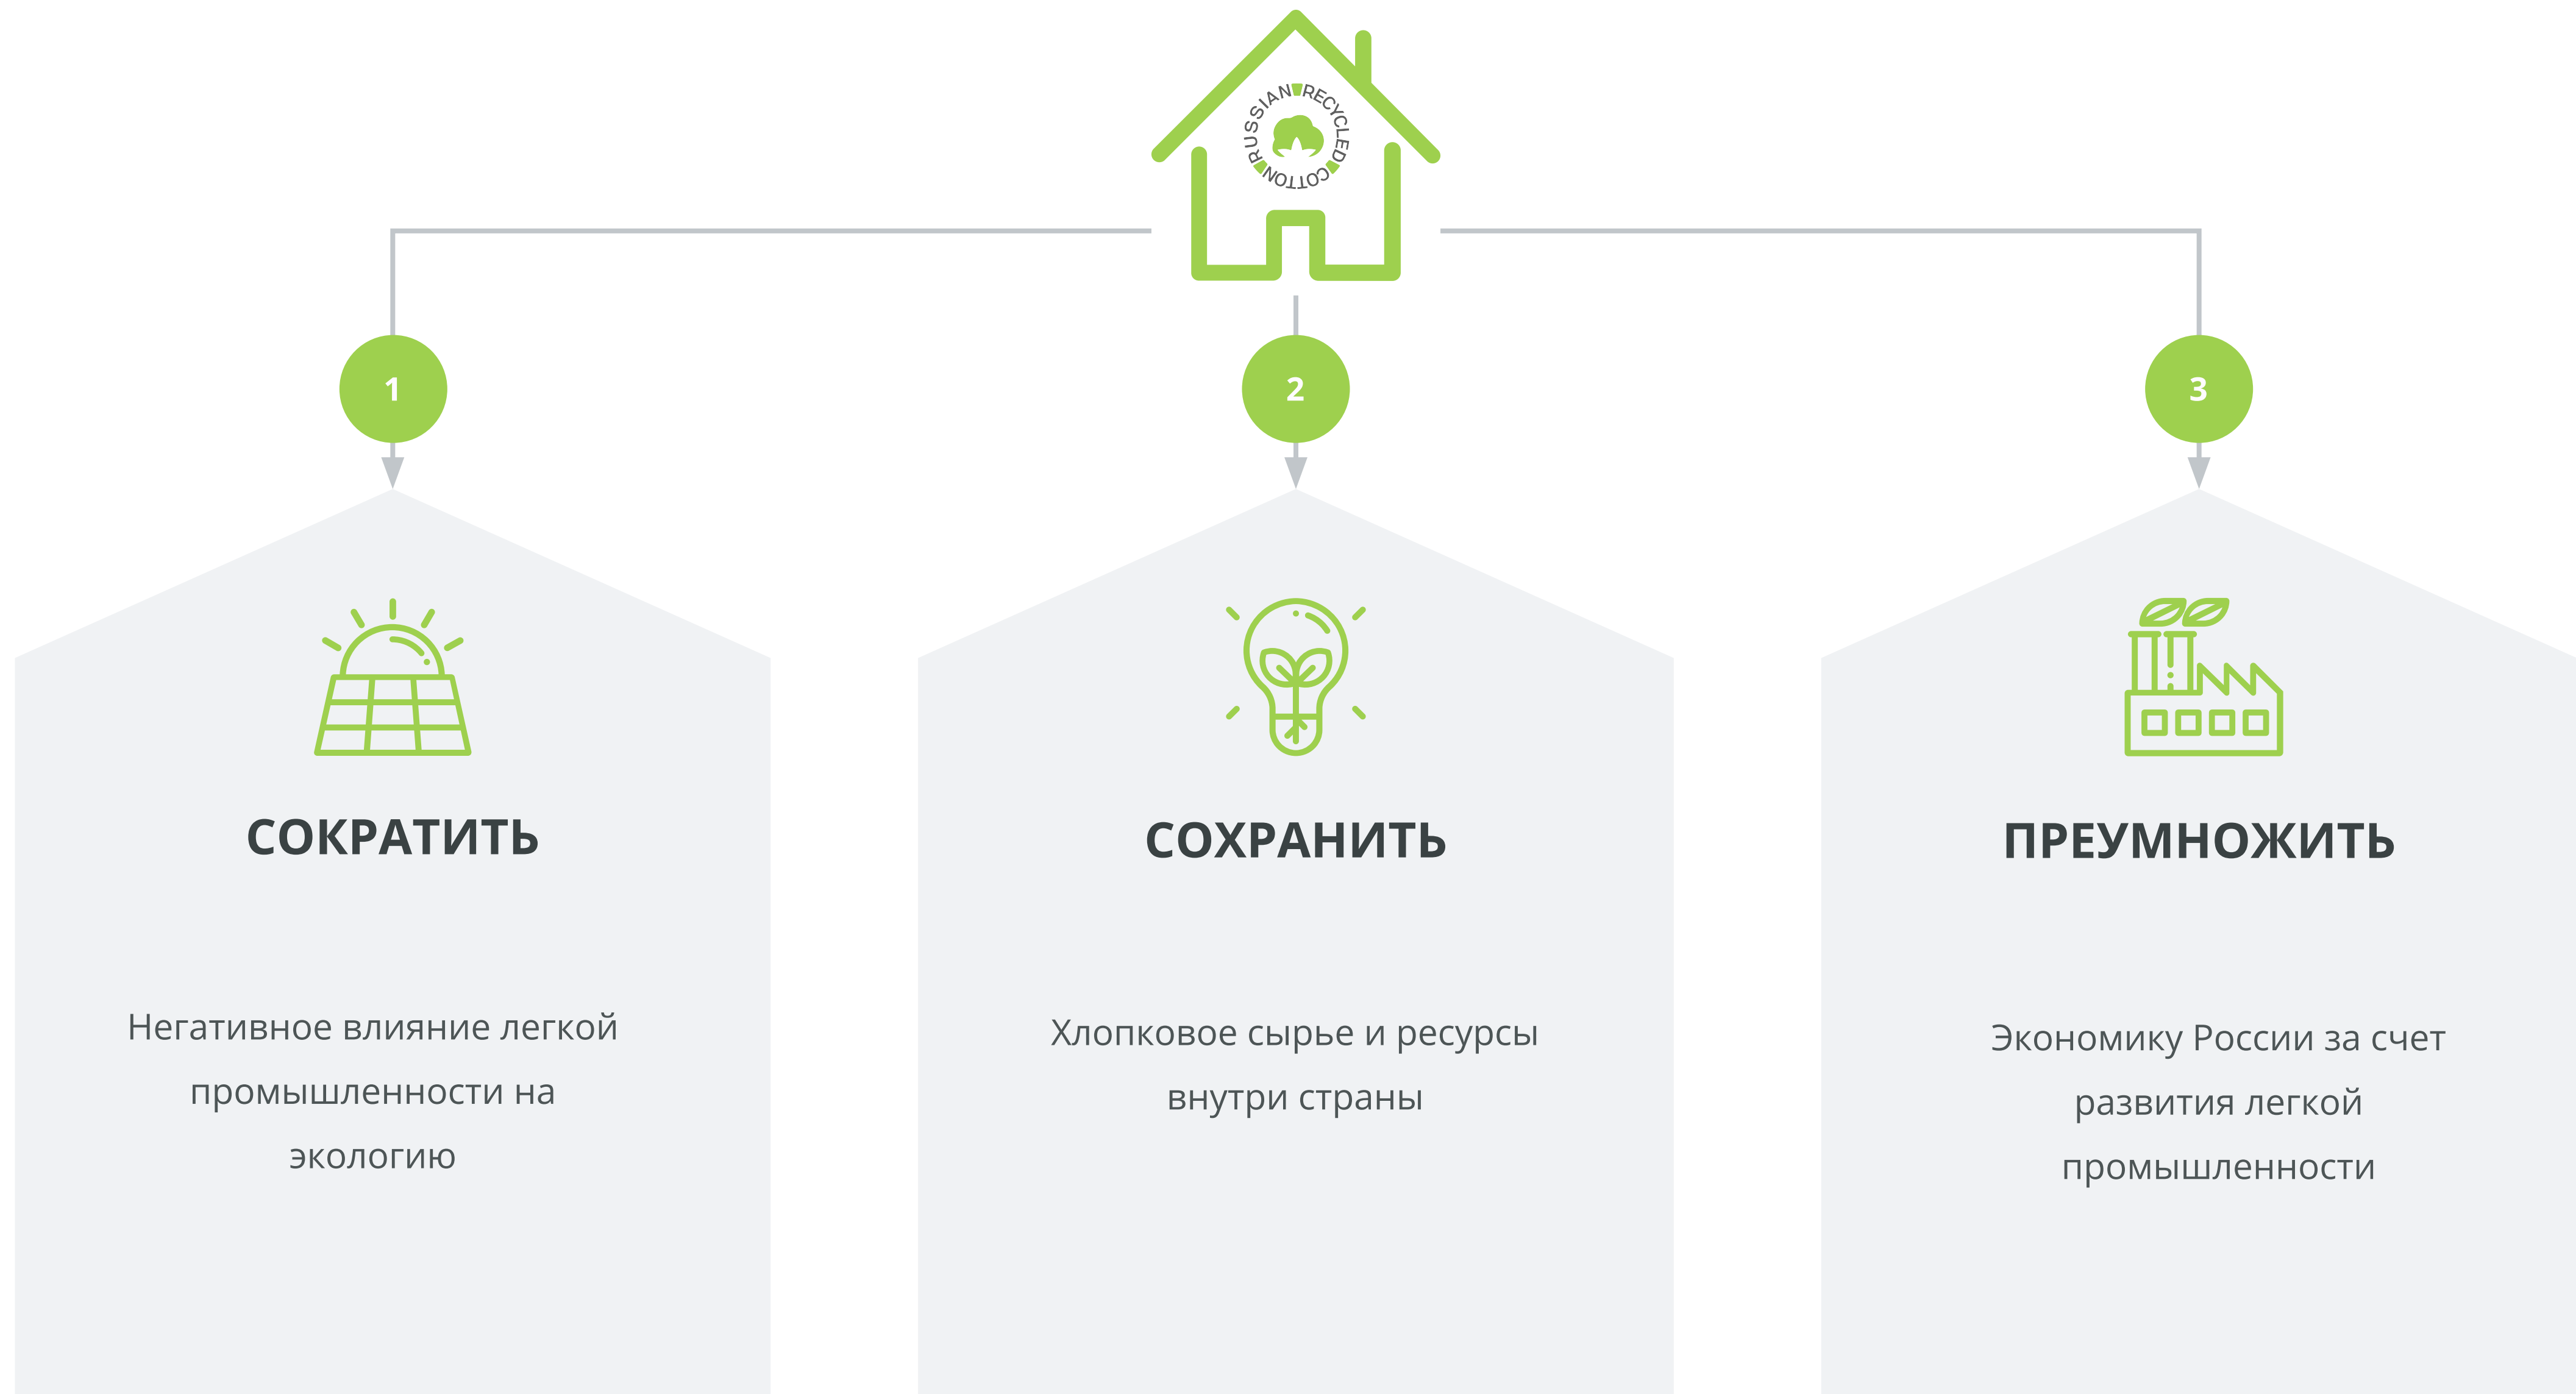 RUSSIAN RECYCLED COTTON
1
2
3
СОКРАТИТЬ
Негативное влияние легкой
промышленности на
экологию
СОХРАНИТЬ
Хлопковое сырье и ресурсы
внутри страны
ПРЕУМНОЖИТЬ
Экономику России за счет
развития легкой
промышленности